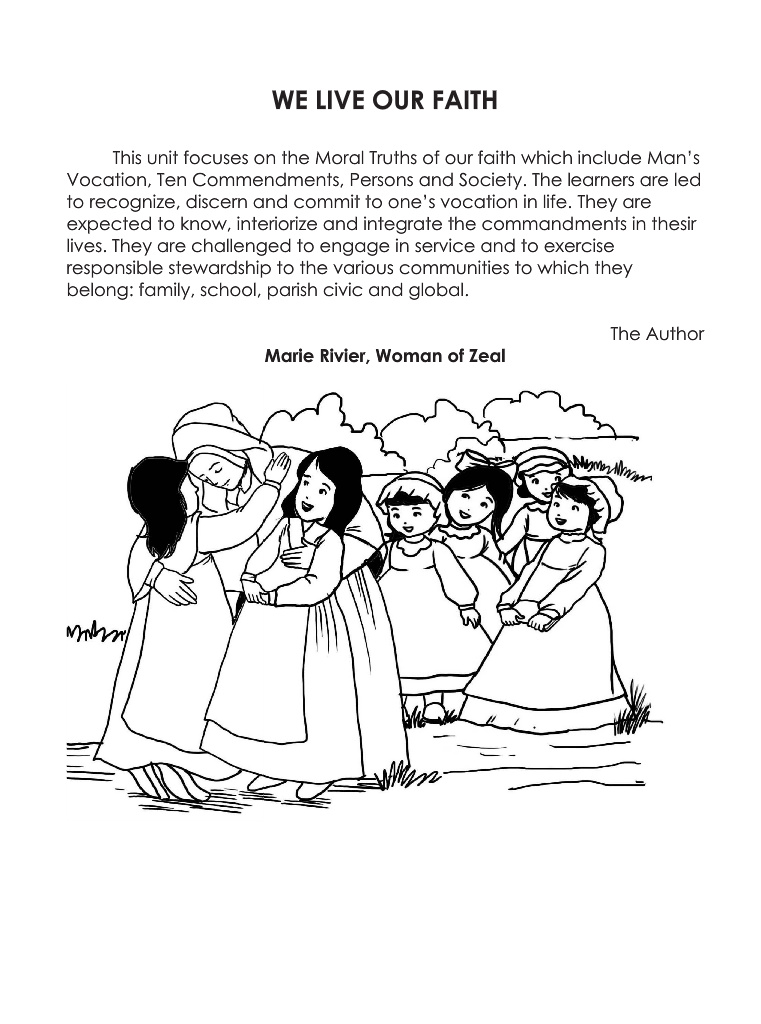 WE LIVE OUR FAITH
This unit focuses on the Moral Truths of our faith which include Man’s
Vocation, Ten Commendments, Persons and Society. The learners are led
to recognize, discern and commit to one’s vocation in life. They are
expected to know, interiorize and integrate the commandments in thesir
lives. They are challenged to engage in service and to exercise
responsible stewardship to the various communities to which they
belong: family, school, parish civic and global.
The Author
Marie Rivier, Woman of Zeal